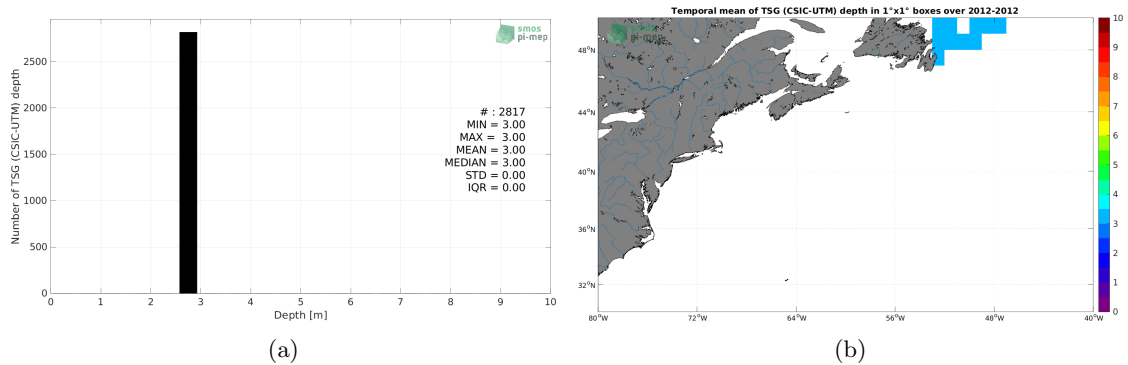 smos
pi-mep
Number of TSG (CSIC-UTM) depth
2500
2000
1500
1000
500
0
# : 2817
MIN = 3.00
MAX = 3.00
MEAN = 3.00
MEDIAN = 3.00
STD = 0.00
IQR = 0.00
0 1 2 3 4 5 6 7 8 9 10
Depth [m]
(a)
Temporal mean of TSG (CSIC-UTM) depth in 1°x1° boxes over 2012-2012
smos
pi-mep
48°N
44°N
40°N
36°N
32°N
80°W 72°W 64°W 56°W 48°W 40°W
10
9
8
7
6
5
4
3
2
1
0
(b)